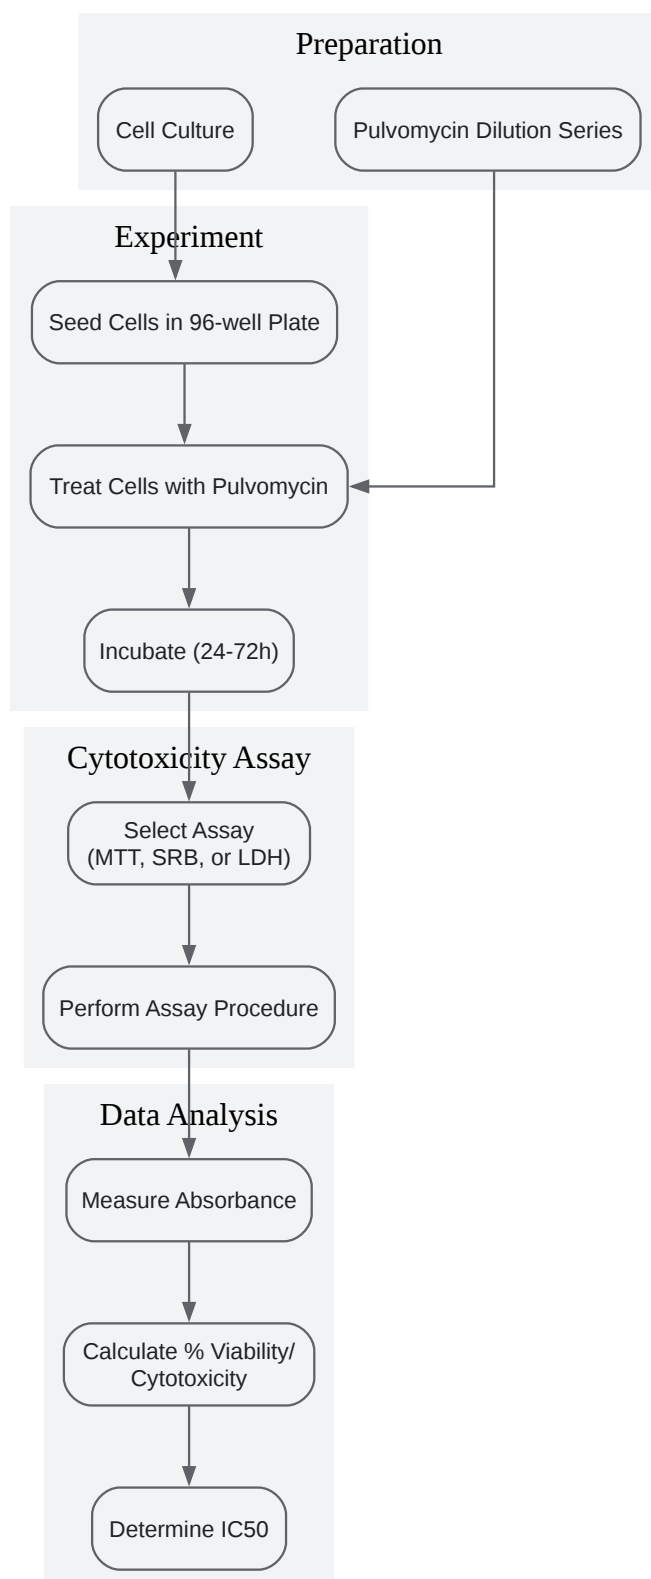 Preparation
Cell Culture
Pulvomycin Dilution Series
Experiment
Seed Cells in 96-well Plate
Treat Cells with Pulvomycin
Incubate (24-72h)
Cytotoxicity Assay
Select Assay
(MTT, SRB, or LDH)
Perform Assay Procedure
Data Analysis
Measure Absorbance
Calculate % Viability/
Cytotoxicity
Determine IC50